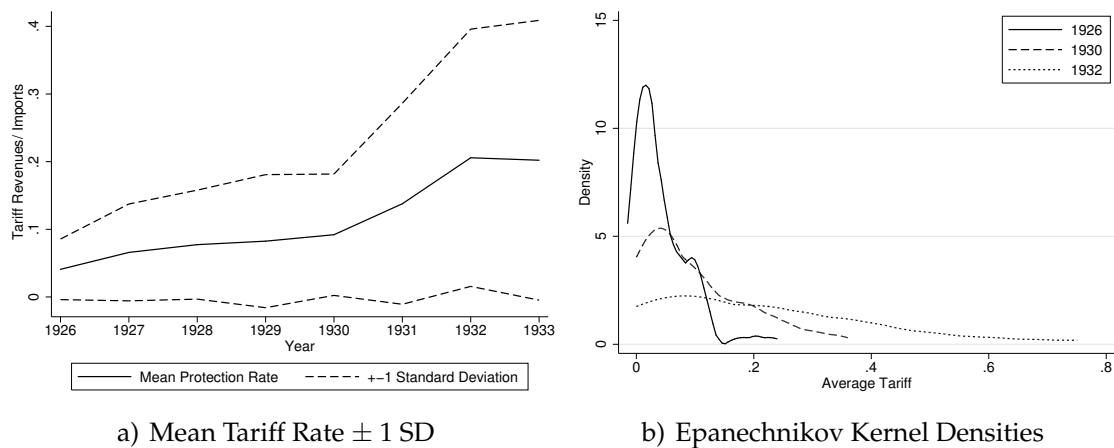 Tariff Revenues/ Imports
.4
.3
.2
.1
0
1926 1927 1928 1929 1930 1931 1932 1933
Year
Mean Protection Rate +−1 Standard Deviation
a) Mean Tariff Rate ± 1 SD
Density
15
10
5
0
1926
1930
1932
0 .2 .4 .6 .8
Average Tariff
b) Epanechnikov Kernel Densities